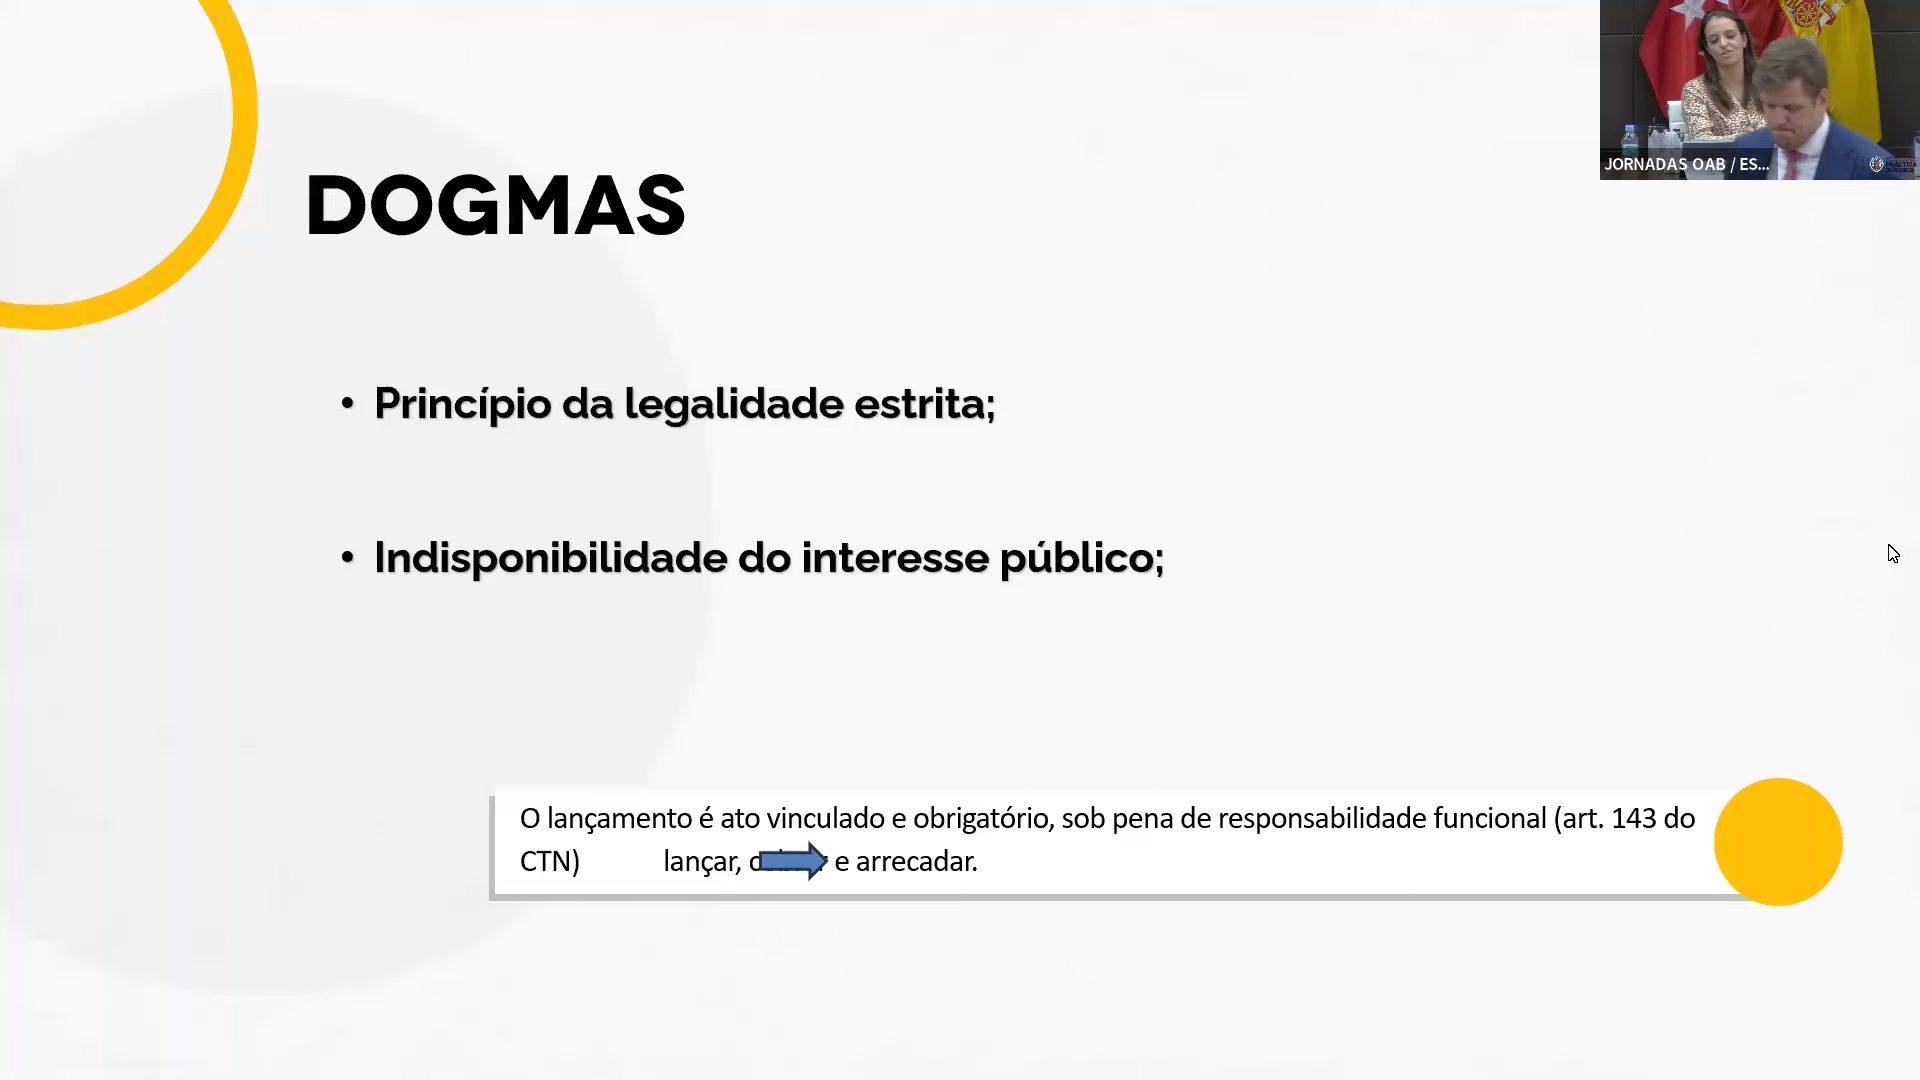 JORNADAS OAB / ES...
DOGMAS
• Princípio da legalidade estrita;
• Indisponibilidade do interesse público;
O lançamento é ato vinculado e obrigatório, sob pena de responsabilidade funcional (art. 143 do
CTN) lançar, e arrecadar.